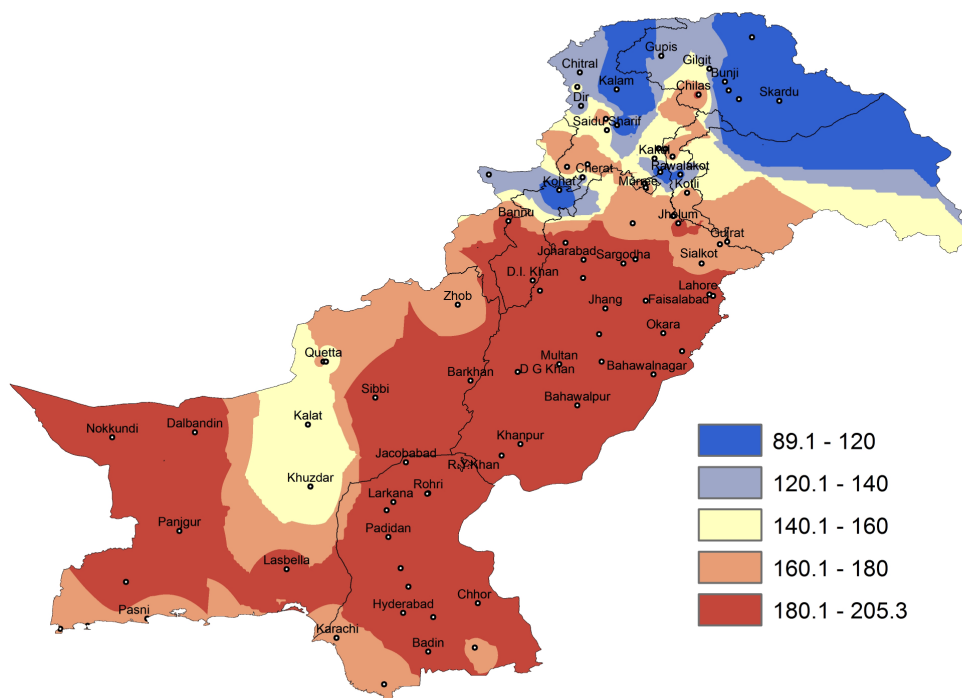 Gupis
Chitral
Gilgit
Bunji
Kalam
Chilas
Skardu
Dir
Saidu Sharif
Cherat
Rawalakot
Kohat
Kotli
Bannu
Jhelum
Gujrat
Joharabad
Sargodha
Sialkot
D.I. Khan
Lahore
Zhob
Jhang
Faisalabad
Okara
Quetta
Multan
D G Khan
Bahawalnagar
Barkhan
Sibbi
Bahawalpur
Kalat
Dalbandin
Nokkundi
Khanpur
Jacobabad
R.Y.Khan
Khuzdar
Rohri
Larkana
Panjgur
Padidan
Lasbella
Chhor
Hyderabad
Pasni
Karachi
Badin
89.1 - 120
120.1 - 140
140.1 - 160
160.1 - 180
180.1 - 205.3